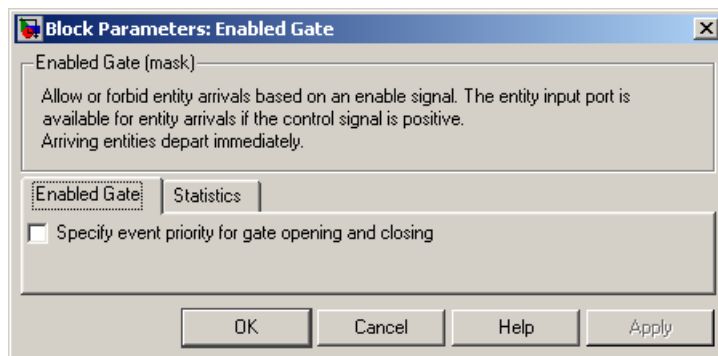 Block Parameters: Enabled Gate
Enabled Gate (mask)
Allow or forbid entity arrivals based on an enable signal. The entity input port is
available for entity arrivals if the control signal is positive.
Arriving entities depart immediately.
Enabled Gate Statistics
Specify event priority for gate opening and closing
OK Cancel Help Apply